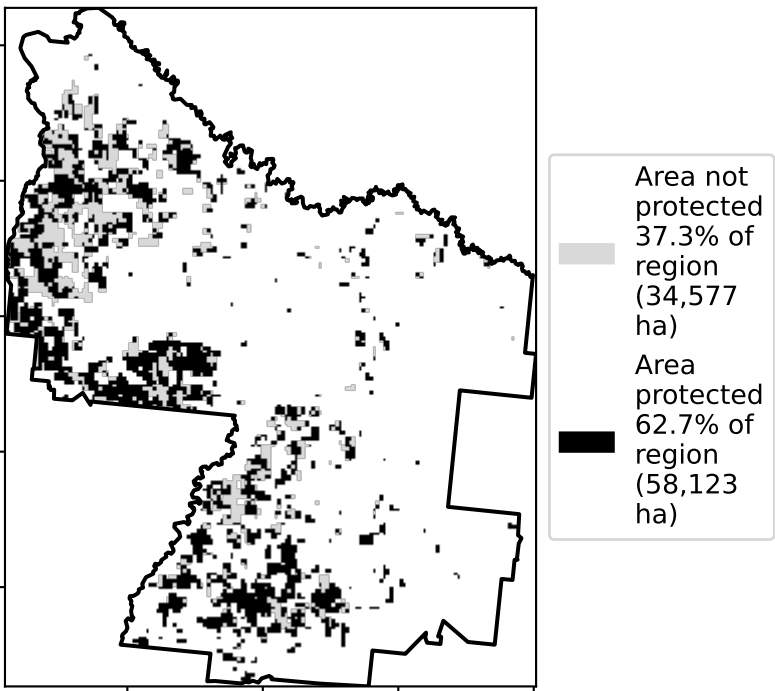 Area not
protected
37.3% of
region
(34,577
ha)
Area
protected
62.7% of
region
(58,123
ha)